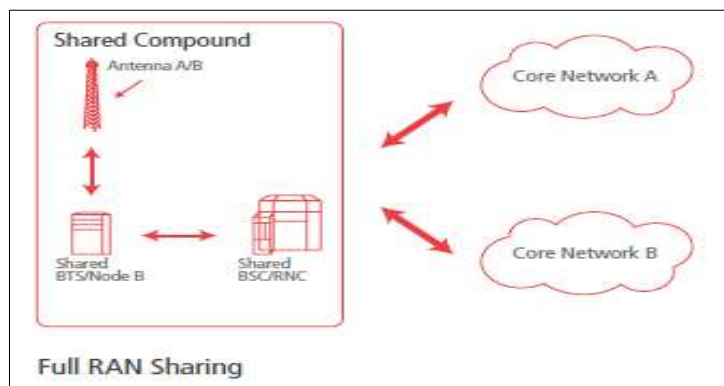 Shared Compound
Antenna A/B
Core Network A
Shared
BTS/Node B
Shared
BSC/RNC
Core Network B
Full RAN Sharing